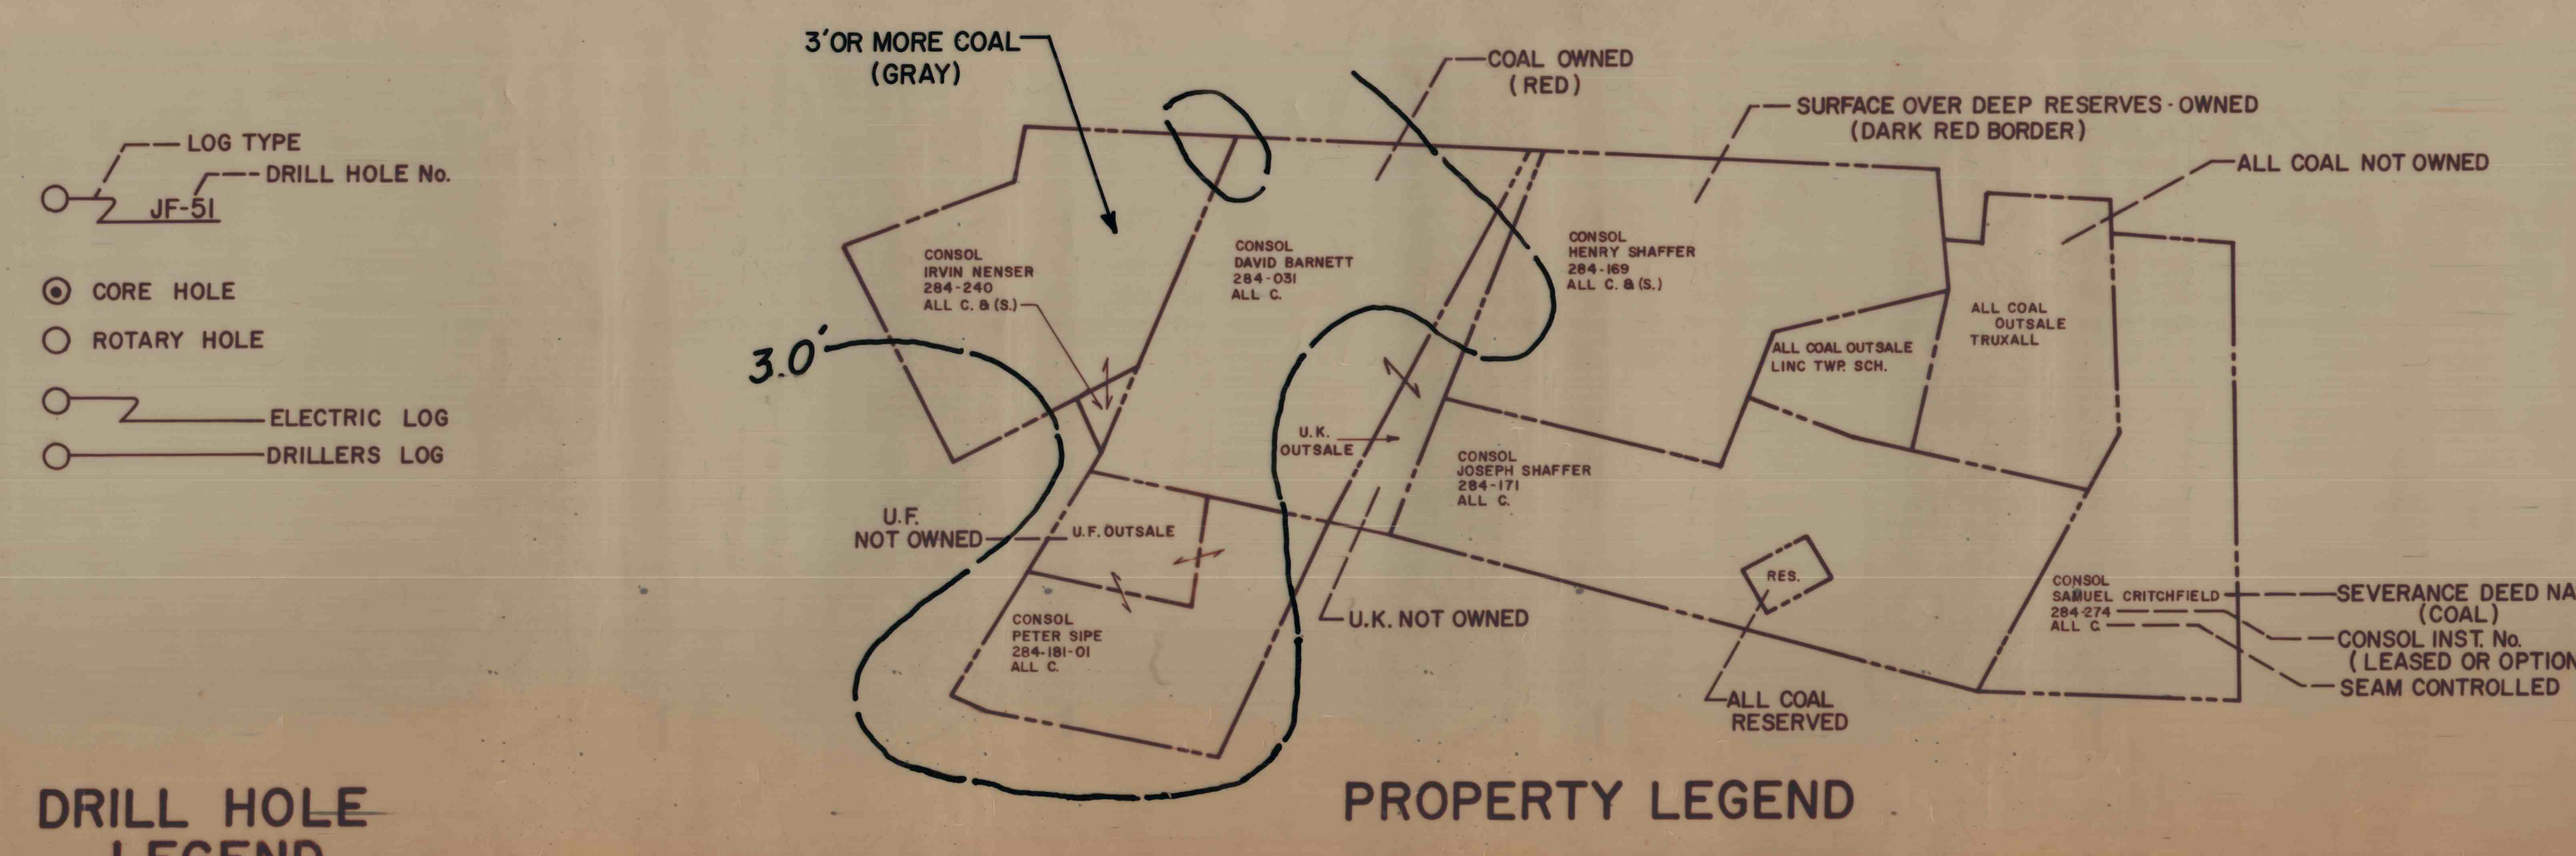 LOG TYPE
DRILL HOLE No.
JF-51
CORE HOLE
ROTARY HOLE
ELECTRIC LOG
DRILLERS LOG
DRILL HOLE
LEGEND
3' OR MORE COAL
(GRAY)
COAL OWNED
(RED)
SURFACE OVER DEEP RESERVES - OWNED
(DARK RED BORDER)
ALL COAL NOT OWNED
CONSOL
IRVIN NENSER
284-240
ALL C. & (S.)
CONSOL
DAVID BARNETT
284-031
ALL C.
CONSOL
HENRY SHAFFER
284-169
ALL C. & (S.)
ALL COAL
OUTSALE
TRUXALL
ALL COAL OUTSALE
LINC TWP. SCH.
3.0'
U.K.
OUTSALE
CONSOL
JOSEPH SHAFFER
284-171
ALL C.
U.F.
NOT OWNED
U.F. OUTSALE
RES.
CONSOL
PETER SIPE
284-181-01
ALL C.
U.K. NOT OWNED
ALL COAL
RESERVED
CONSOL
SAMUEL CRITCHFIELD
284-274
ALL C.
SEVERANCE DEED NA
(COAL)
CONSOL INST. No.
(LEASED OR OPTION
SEAM CONTROLLED
PROPERTY LEGEND